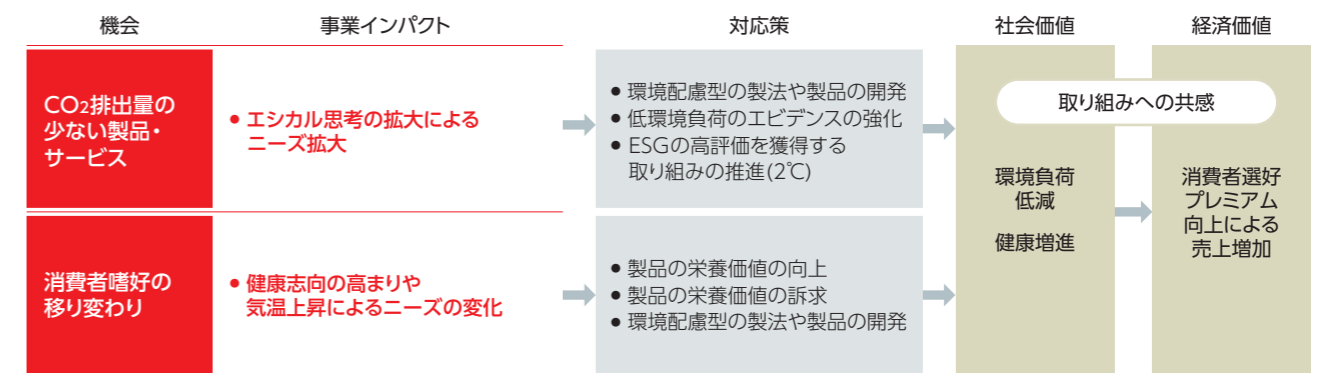 機会
事業インパクト
対応策
社会価値
経済価値
CO2排出量の
少ない製品・
サービス
• エシカル思考の拡大による
ニーズ拡大
• 環境配慮型の製法や製品の開発
• 低環境負荷のエビデンスの強化
• ESGの高評価を獲得する
取り組みの推進(2℃)
消費者嗜好の
移り変わり
• 健康志向の高まりや
気温上昇によるニーズの変化
• 製品の栄養価値の向上
• 製品の栄養価値の訴求
• 環境配慮型の製法や製品の開発
取り組みへの共感
環境負荷
低減
健康増進
消費者選好
プレミアム
向上による
売上増加